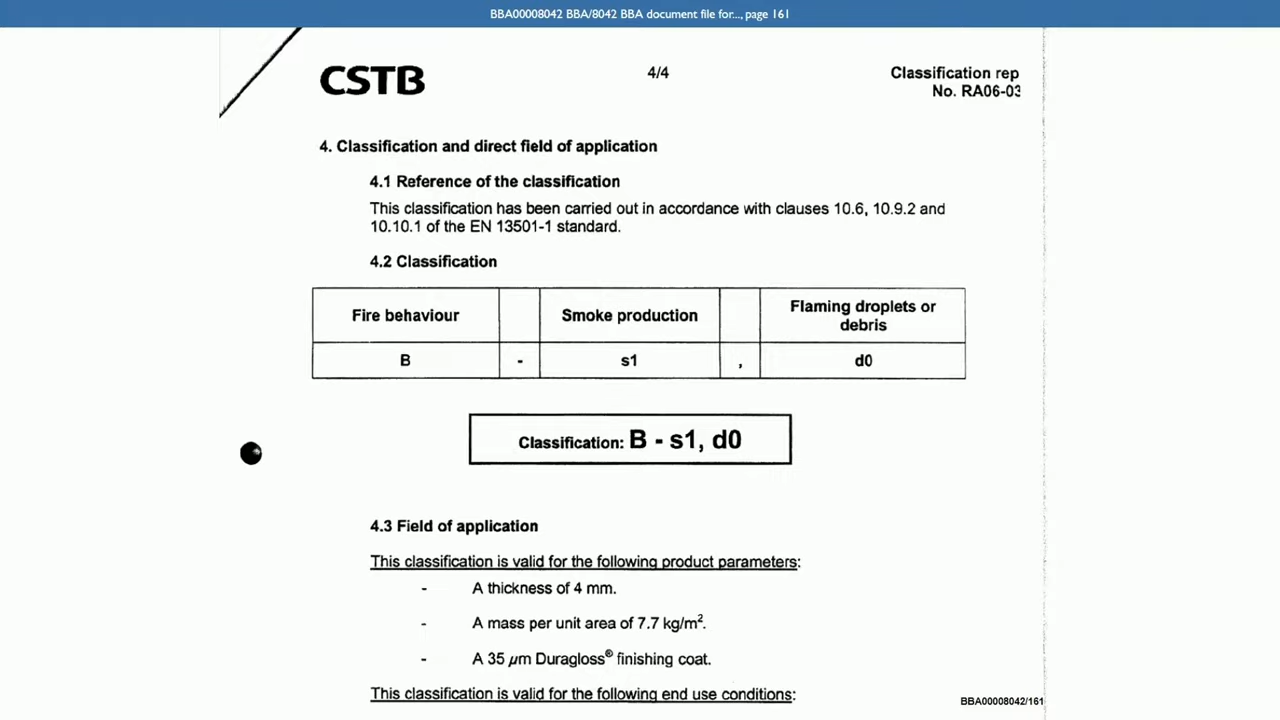 BBA00008042 BBA/8042 BBA document file for..., page 161
CSTB
4/4
Classification rep
No. RA06-03
4. Classification and direct field of application
4.1 Reference of the classification
This classification has been carried out in accordance with clauses 10.6, 10.9.2 and
10.10.1 of the EN 13501-1 standard.
4.2 Classification
Fire behaviour Smoke production Flaming droplets or
debris
B - s1 , d0
Classification: B - s1, d0
4.3 Field of application
This classification is valid for the following product parameters:
- A thickness of 4 mm.
- A mass per unit area of 7.7 kg/m².
- A 35 µm Duragloss® finishing coat.
This classification is valid for the following end use conditions:
BBA00008042/161